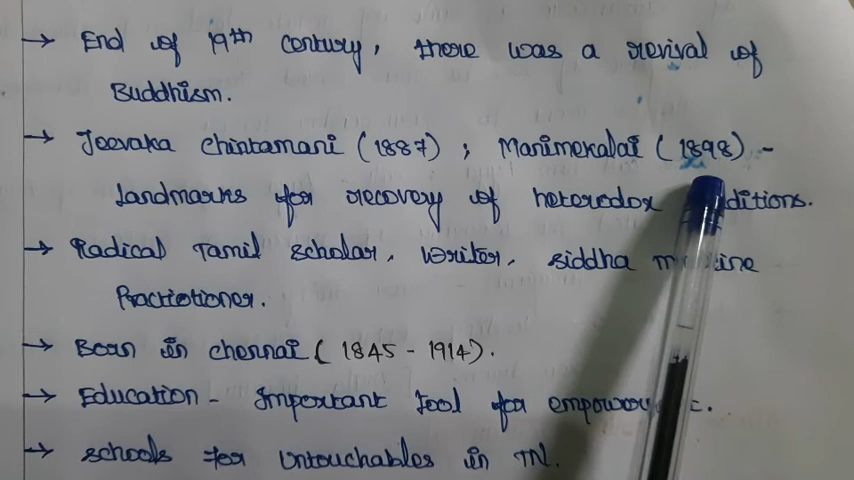 → End of 19th century, there was a revival of
Buddhism.
→ Jeevaka Chintamani (1887) ; Manimekalai (1898) -
Landmarks for recovery of heterodox
→ Radical Tamil scholar, writer, siddha
Practictioner.
→ Born in chennai ( 1845 - 1914).
→ Education - Important Tool for
→ schools for Untouchables in TN.